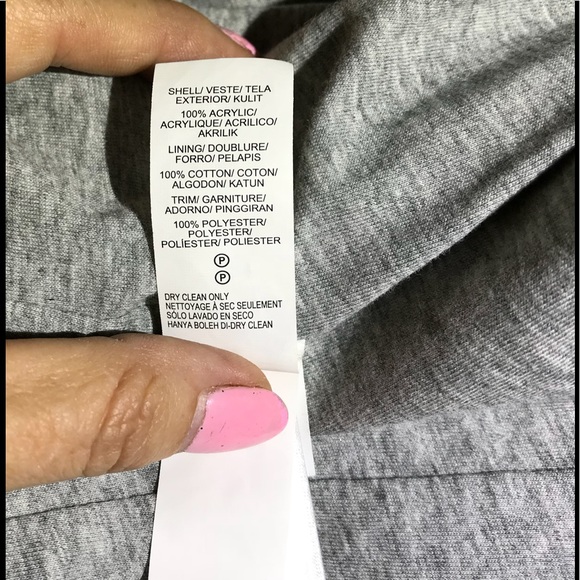 SHELL/ VESTE/ TELA
EXTERIOR/ KULIT
100% ACRYLIC/
ACRYLIQUE/ ACRILICO/
AKRILIK
LINING/ DOUBLURE/
FORRO/ PELAPIS
100% COTTON/ COTON/
ALGODON/ KATUN
TRIM/ GARNITURE/
ADORNO/ PINGGIRAN
100% POLYESTER/
POLYESTER/
POLÍESTER/ POLIESTER
P
P
DRY CLEAN ONLY
NETTOYAGE À SEC SEULEMENT
SÓLO LAVADO EN SECO
HANYA BOLEH DI-DRY CLEAN